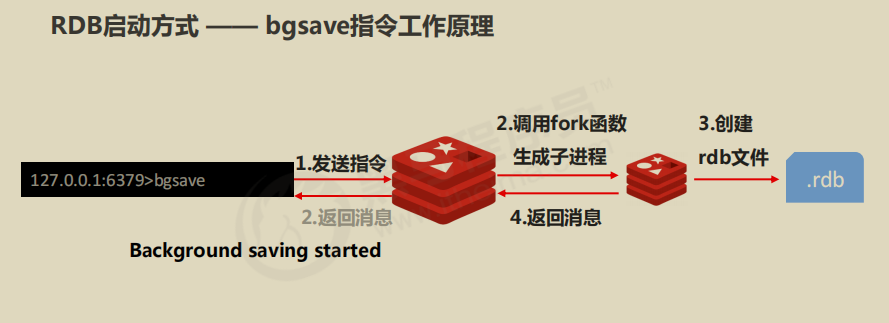 RDB启动方式 —— bgsave指令工作原理
127.0.0.1:6379>bgsave
1.发送指令
2.返回消息
Background saving started
2.调用fork函数
生成子进程
4.返回消息
3.创建
rdb文件
.rdb